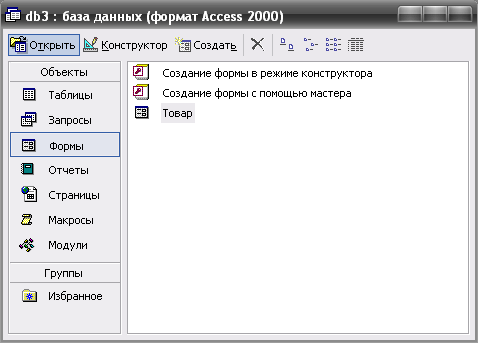 db3 : база данных (формат Access 2000)
Открыть Конструктор Создать
Объекты
Таблицы
Запросы
Формы
Отчеты
Страницы
Макросы
Модули
Группы
Избранное
Создание формы в режиме конструктора
Создание формы с помощью мастера
Товар